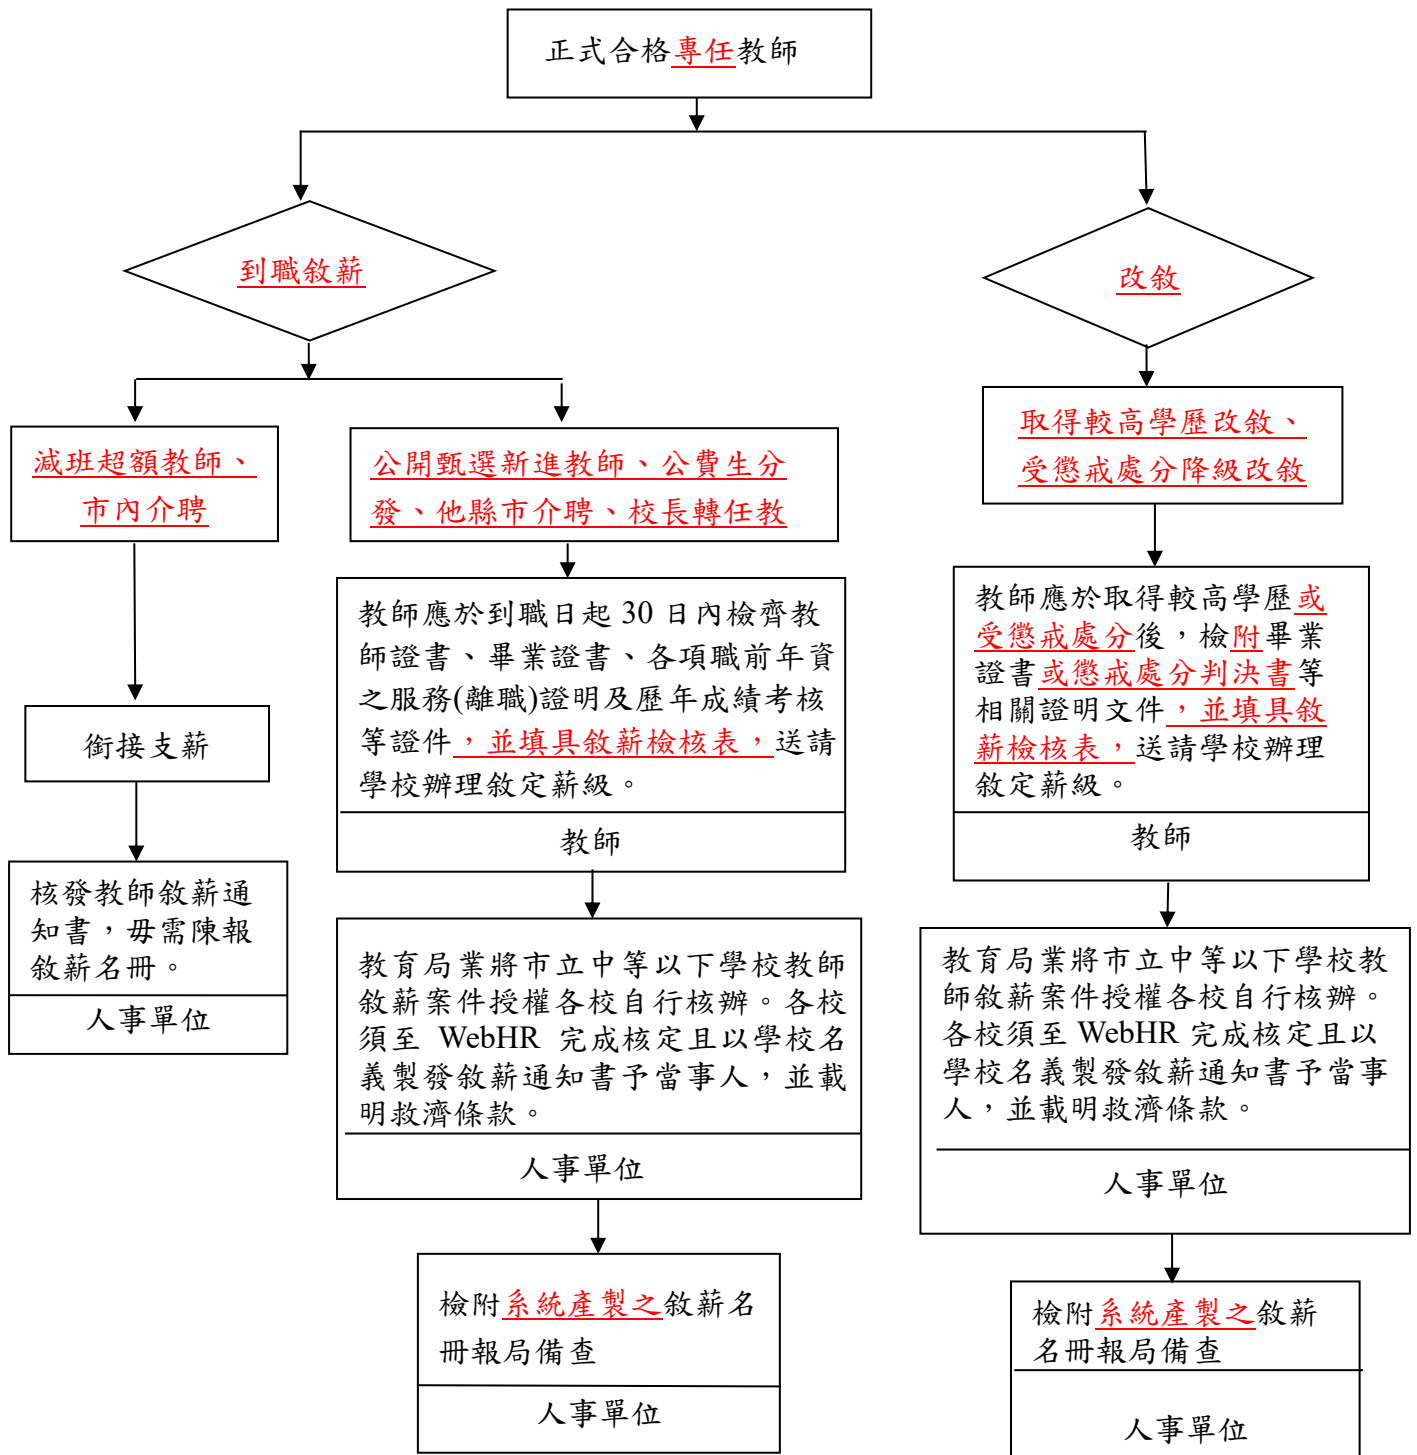 正式合格專任教師
到職敘薪
改敘
減班超額教師、
市內介聘
公開甄選新進教師、公費生分
發、他縣市介聘、校長轉任教
取得較高學歷改敘、
受懲戒處分降級改敘
銜接支薪
核發教師敘薪通
知書，毋需陳報
敘薪名冊。
人事單位
教師應於到職日起 30 日內檢齊教
師證書、畢業證書、各項職前年資
之服務(離職)證明及歷年成績考核
等證件，並填具敘薪檢核表，送請
學校辦理敘定薪級。
教師
教師應於取得較高學歷或
受懲戒處分後，檢附畢業
證書或懲戒處分判決書等
相關證明文件，並填具敘
薪檢核表，送請學校辦理
敘定薪級。
教師
教育局業將市立中等以下學校教師
敘薪案件授權各校自行核辦。各校
須至 WebHR 完成核定且以學校名
義製發敘薪通知書予當事人，並載
明救濟條款。
人事單位
教育局業將市立中等以下學校教
師敘薪案件授權各校自行核辦。
各校須至 WebHR 完成核定且以
學校名義製發敘薪通知書予當事
人，並載明救濟條款。
人事單位
檢附系統產製之敘薪名
冊報局備查
人事單位
檢附系統產製之敘薪
名冊報局備查
人事單位